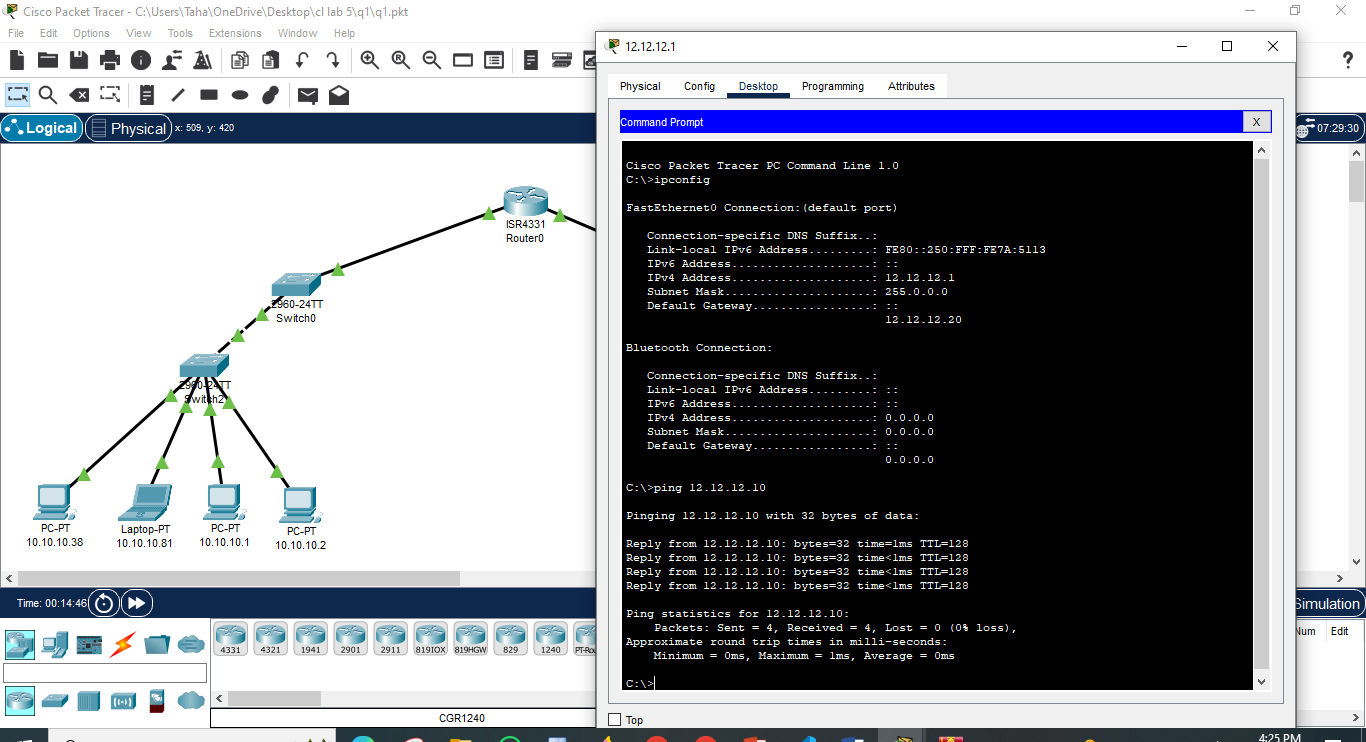 Cisco Packet Tracer - C:\Users\Taha\OneDrive\Desktop\cl lab 5\q1\q1.pkt
File Edit Options View Tools Extensions Window Help
Logical
Physical
x: 509, y: 420
07:29:30
ISR4331
Router0
2960-24TT
Switch0
2960-24TT
Switch2
PC-PT
10.10.10.38
Laptop-PT
10.10.10.81
PC-PT
10.10.10.1
PC-PT
10.10.10.2
Time: 00:14:46
4331 4321 1941 2901 2911 819IOX 819HGW 829 1240
CGR1240
12.12.12.1
Physical Config Desktop Programming Attributes
Command Prompt
X
Cisco Packet Tracer PC Command Line 1.0
C:\>ipconfig
FastEthernet0 Connection:(default port)
Connection-specific DNS Suffix..:
Link-local IPv6 Address.........: FE80::250:FFF:FE7A:5113
IPv6 Address....................: ::
IPv4 Address....................: 12.12.12.1
Subnet Mask.....................: 255.0.0.0
Default Gateway.................: ::
12.12.12.20
Bluetooth Connection:
Connection-specific DNS Suffix..:
Link-local IPv6 Address.........: ::
IPv6 Address....................: ::
IPv4 Address....................: 0.0.0.0
Subnet Mask.....................: 0.0.0.0
Default Gateway.................: ::
0.0.0.0
C:\>ping 12.12.12.10
Pinging 12.12.12.10 with 32 bytes of data:
Reply from 12.12.12.10: bytes=32 time=1ms TTL=128
Reply from 12.12.12.10: bytes=32 time<1ms TTL=128
Reply from 12.12.12.10: bytes=32 time<1ms TTL=128
Reply from 12.12.12.10: bytes=32 time<1ms TTL=128
Ping statistics for 12.12.12.10:
Packets: Sent = 4, Received = 4, Lost = 0 (0% loss),
Approximate round trip times in milli-seconds:
Minimum = 0ms, Maximum = 1ms, Average = 0ms
C:\>
Top
Simulation
Num Edit
4:25 PM